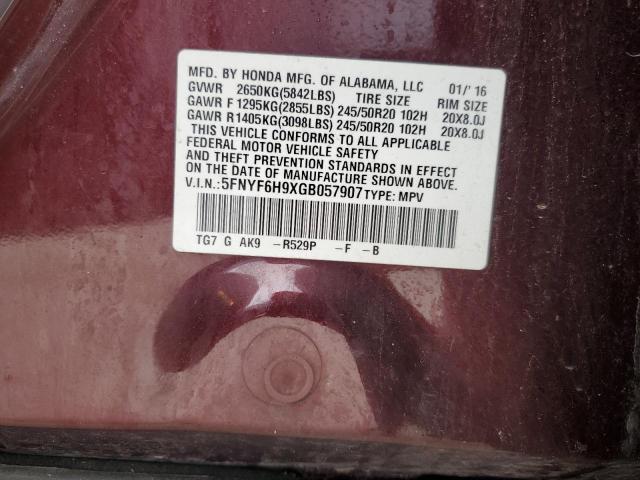 MFD. BY HONDA MFG. OF ALABAMA, LLC 01/'16
GVWR 2650KG(5842LBS) TIRE SIZE RIM SIZE
GAWR F 1295KG(2855LBS) 245/50R20 102H 20X8.0J
GAWR R1405KG(3098LBS) 245/50R20 102H 20X8.0J
THIS VEHICLE CONFORMS TO ALL APPLICABLE
FEDERAL MOTOR VEHICLE SAFETY
AND THEFT PREVENTION STANDARDS IN EFFECT
ON THE DATE OF MANUFACTURE SHOWN ABOVE.
V.I.N.:5FNYF6H9XGB057907 TYPE: MPV
TG7 G AK9 -R529P -F -B